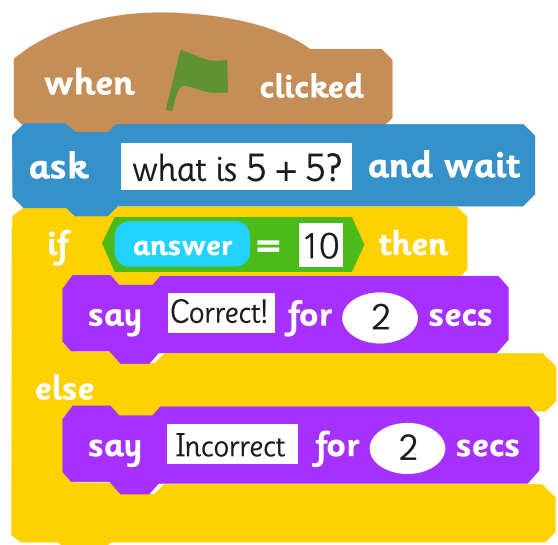 when clicked
ask what is 5 + 5? and wait
if answer = 10 then
say Correct! for 2 secs
else
say Incorrect for 2 secs